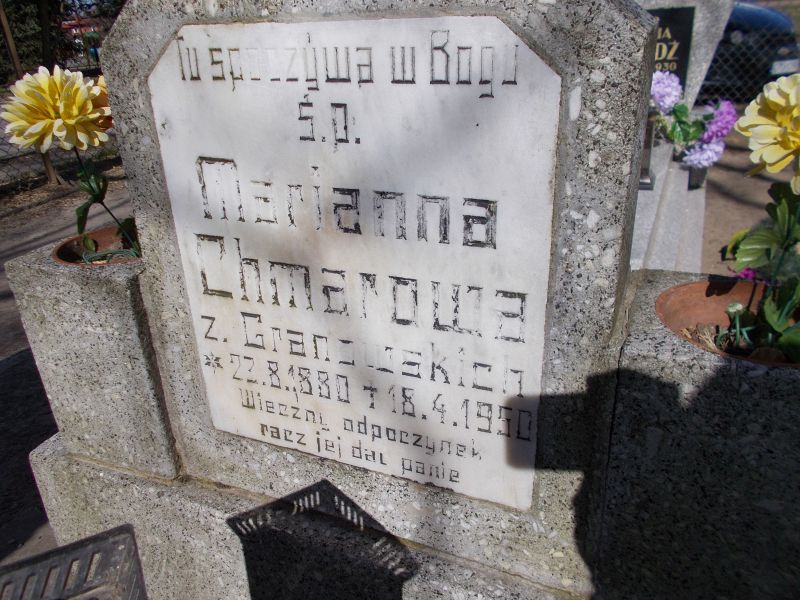 Tu spoczywa w Bogu
Ś.p.
Marianna
Chmarowa
z. Granowskich
* 22.8.1880 † 18.4.1950
Wieczny odpoczynek
racz jej dać panie